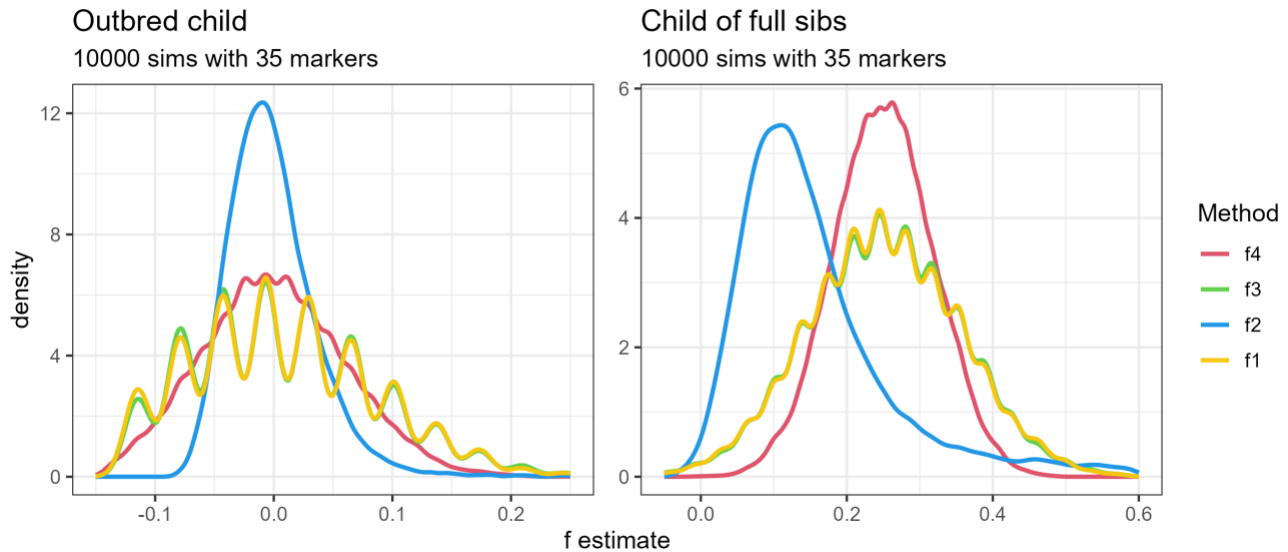 Outbred child
10000 sims with 35 markers
Child of full sibs
10000 sims with 35 markers
density
12
8
4
0
-0.1
0.0
0.1
0.2
6
4
2
0
0.0
0.2
0.4
0.6
f estimate
Method
f4
f3
f2
f1